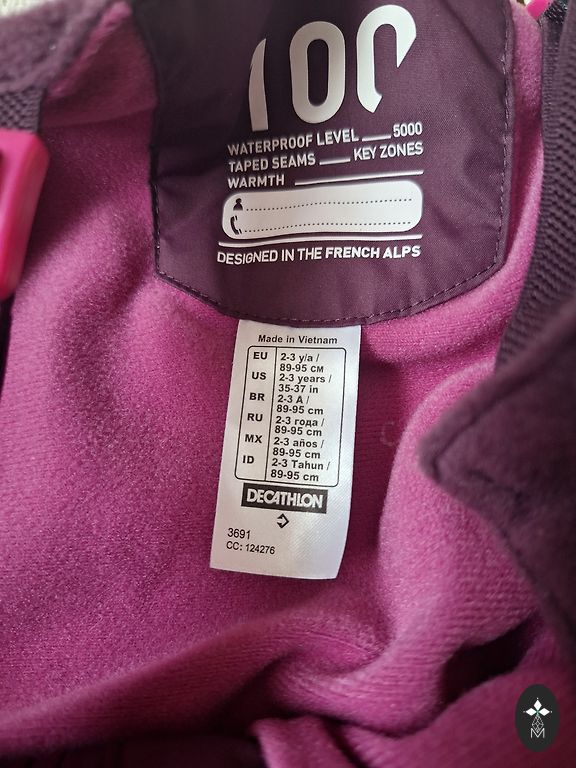 100
WATERPROOF LEVEL 5000
TAPED SEAMS KEY ZONES
WARMTH
DESIGNED IN THE FRENCH ALPS
Made in Vietnam
EU 2-3 y/a /
89-95 см
US 2-3 years /
35-37 in
BR 2-3 A /
89-95 cm
RU 2-3 года /
89-95 cm
MX 2-3 años /
89-95 cm
ID 2-3 Tahun /
89-95 cm
DECATHLON
3691
CC: 124276
M